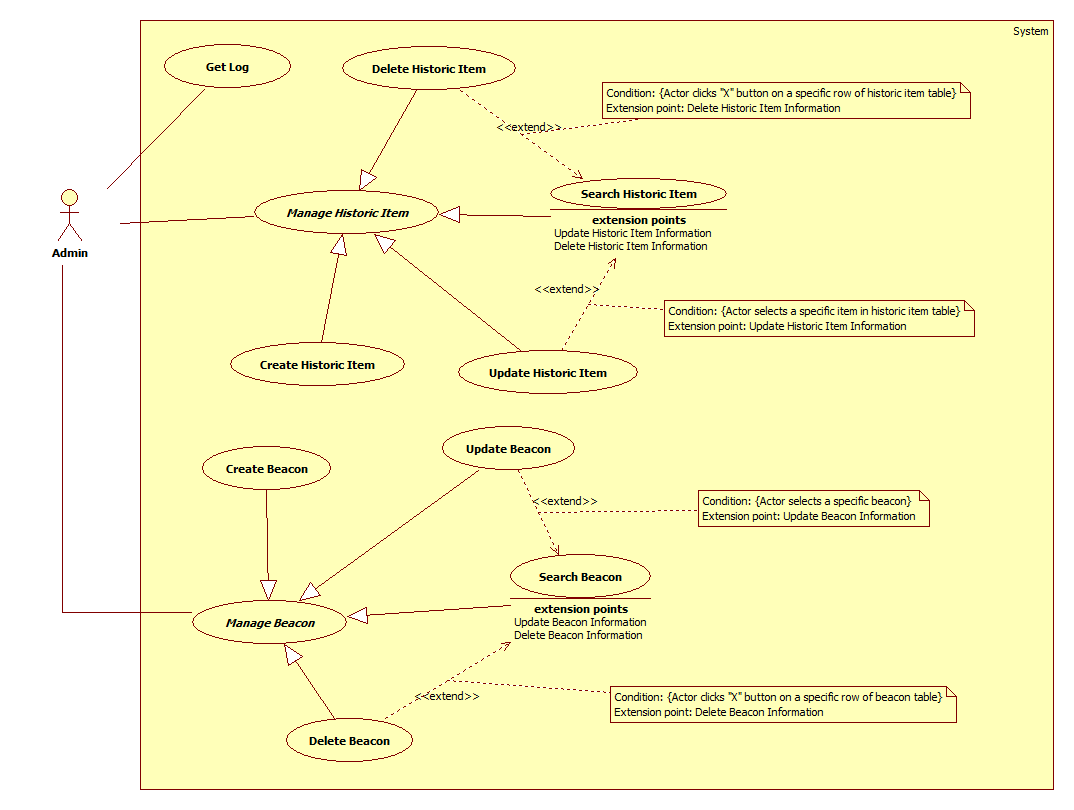 System
Get Log
Delete Historic Item
Condition: {Actor clicks "X" button on a specific row of historic item table}
Extension point: Delete Historic Item Information
<<extend>>
Search Historic Item
Manage Historic Item
extension points
Update Historic Item Information
Delete Historic Item Information
Admin
<<extend>>
Condition: {Actor selects a specific item in historic item table}
Extension point: Update Historic Item Information
Create Historic Item
Update Historic Item
Update Beacon
Create Beacon
<<extend>>
Condition: {Actor selects a specific beacon}
Extension point: Update Beacon Information
Search Beacon
extension points
Update Beacon Information
Delete Beacon Information
Manage Beacon
<<extend>>
Condition: {Actor clicks "X" button on a specific row of beacon table}
Extension point: Delete Beacon Information
Delete Beacon